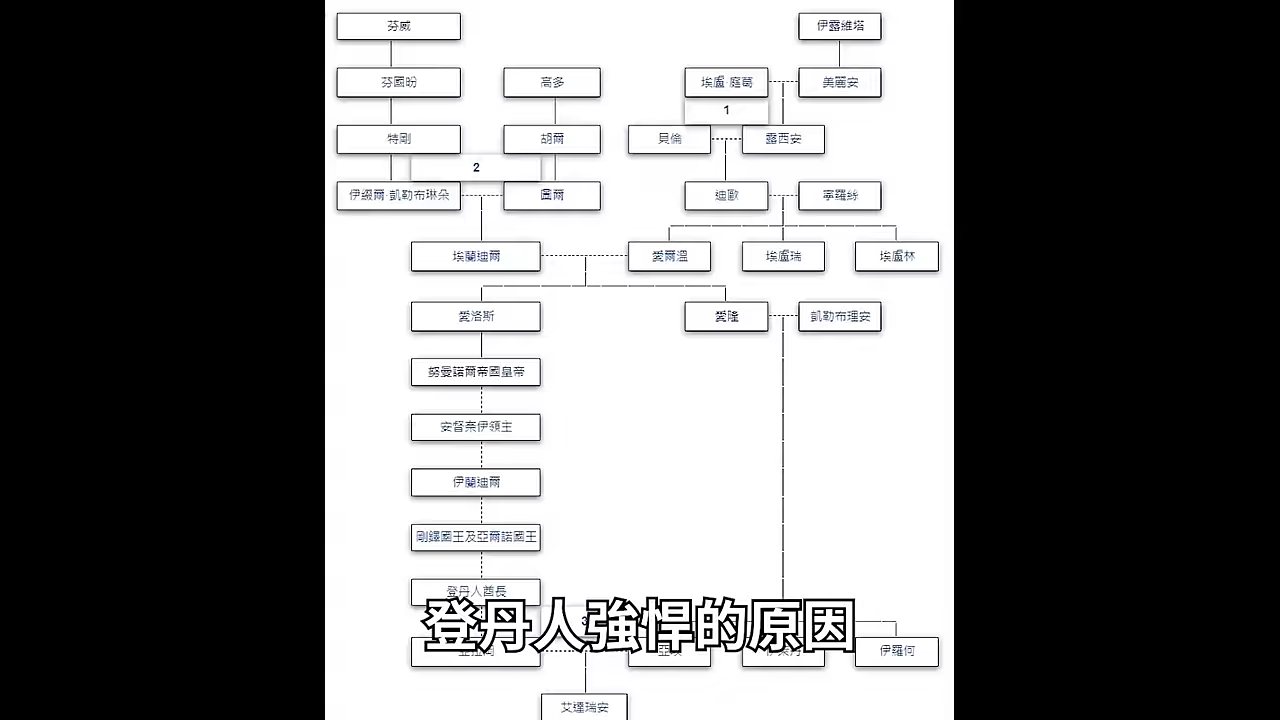 芬威 伊露維塔
芬國昐 高多 埃盧·庭葛 美麗安
1
特剛 胡爾 貝倫 露西安
2
伊綴爾·凱勒布琳朵 圖爾 迪歐 寧羅絲
埃蘭迪爾 愛爾溫 埃盧瑞 埃盧林
愛洛斯 愛隆 凱勒布理安
努曼諾爾帝國皇帝
安督奈伊領主
伊蘭迪爾
剛鐸國王及亞爾諾國王
登丹人酋長
3
登丹人強悍的原因
伊羅何
艾達瑞安